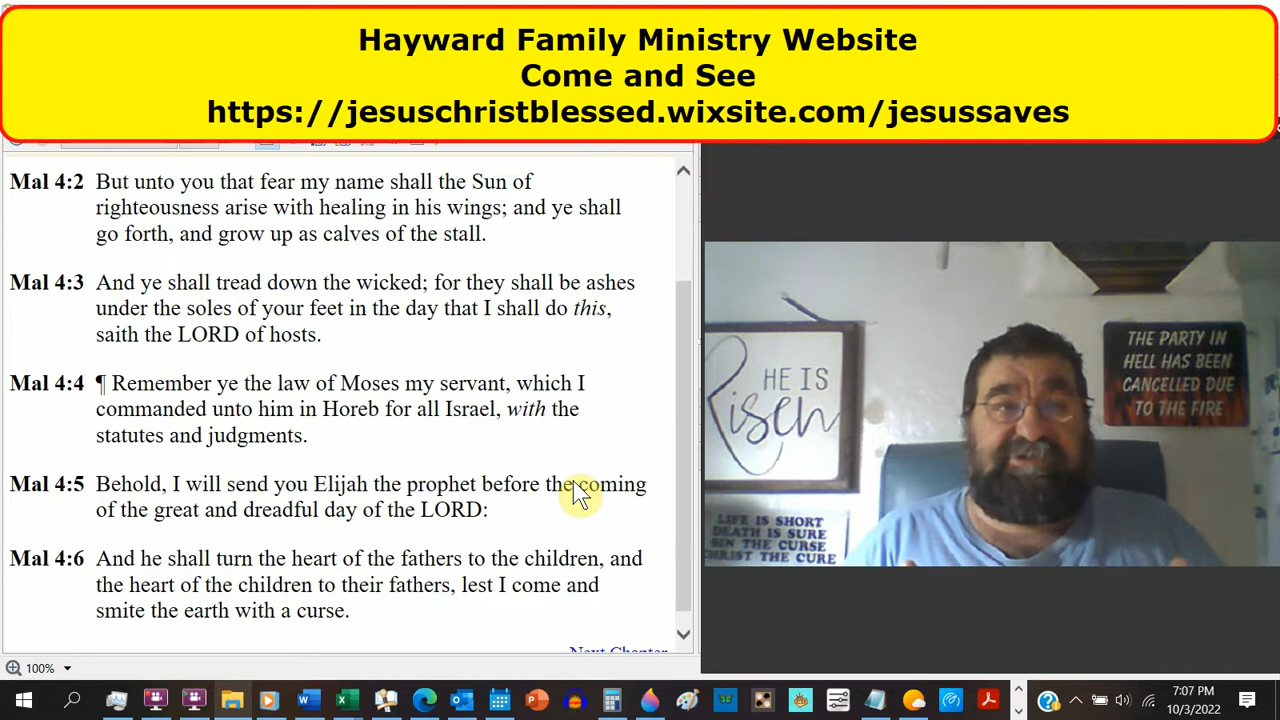 Hayward Family Ministry Website
Come and See
https://jesuschristblessed.wixsite.com/jesussaves
Mal 4:2 But unto you that fear my name shall the Sun of
righteousness arise with healing in his wings; and ye shall
go forth, and grow up as calves of the stall.
Mal 4:3 And ye shall tread down the wicked; for they shall be ashes
under the soles of your feet in the day that I shall do this,
saith the LORD of hosts.
Mal 4:4 ¶ Remember ye the law of Moses my servant, which I
commanded unto him in Horeb for all Israel, with the
statutes and judgments.
Mal 4:5 Behold, I will send you Elijah the prophet before the coming
of the great and dreadful day of the LORD:
Mal 4:6 And he shall turn the heart of the fathers to the children, and
the heart of the children to their fathers, lest I come and
smite the earth with a curse.
Next Chapter
100%
HE IS
Risen
THE PARTY IN
HELL HAS BEEN
CANCELLED DUE
TO THE FIRE
LIFE IS SHORT
DEATH IS SURE
SIN THE CURSE
CHRIST THE CURE
7:07 PM
10/3/2022